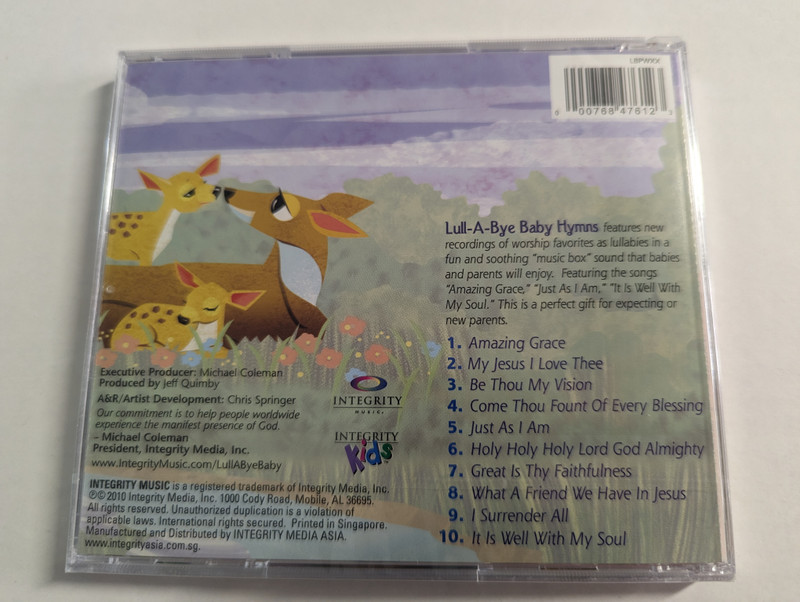 LBPWXX
0 00768 47612 3
Lull-A-Bye Baby Hymns features new
recordings of worship favorites as lullabies in a
fun and soothing "music box" sound that babies
and parents will enjoy. Featuring the songs
"Amazing Grace," "Just As I Am," "It Is Well With
My Soul." This is a perfect gift for expecting or
new parents.
1. Amazing Grace
2. My Jesus I Love Thee
3. Be Thou My Vision
4. Come Thou Fount Of Every Blessing
5. Just As I Am
6. Holy Holy Holy Lord God Almighty
7. Great Is Thy Faithfulness
8. What A Friend We Have In Jesus
9. I Surrender All
10. It Is Well With My Soul
Executive Producer: Michael Coleman
Produced by Jeff Quimby
A&R/Artist Development: Chris Springer
Our commitment is to help people worldwide
experience the manifest presence of God.
– Michael Coleman
President, Integrity Media, Inc.
www.IntegrityMusic.com/LullAByeBaby
INTEGRITY
MUSIC®
INTEGRITY
Kids
INTEGRITY MUSIC is a registered trademark of Integrity Media, Inc.
℗© 2010 Integrity Media, Inc. 1000 Cody Road, Mobile, AL 36695.
All rights reserved. Unauthorized duplication is a violation of
applicable laws. International rights secured. Printed in Singapore.
Manufactured and Distributed by INTEGRITY MEDIA ASIA.
www.integrityasia.com.sg.